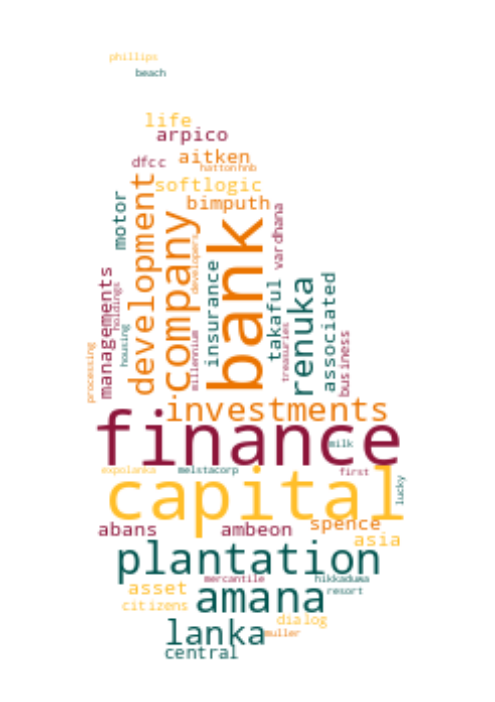 phillips
beach
life
arpico
dfcc
aitken
hattonhnb
softlogic
bimputh
motor
development
company
developers
bank
insurance
vardhana
takaful
renuka
associated
managements
holdings
housing
millennium
treasuries
business
processing
investments
finance
milk
expolanka
melstacorp
first
capital
lucky
abans
ambeon
spence
asia
plantation
mercantile
hikkaduwa
asset
amana
resort
citizens
dialog
lanka
muller
central